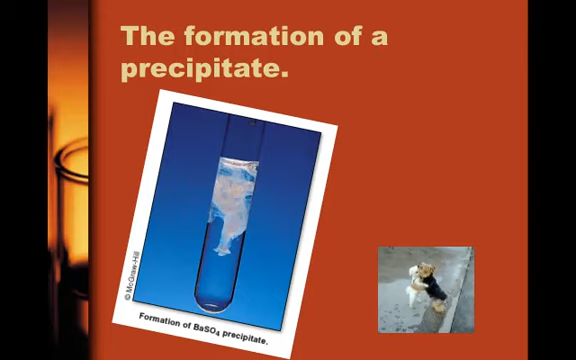 The formation of a
precipitate.
© McGraw-Hill
Formation of BaSO₄ precipitate.